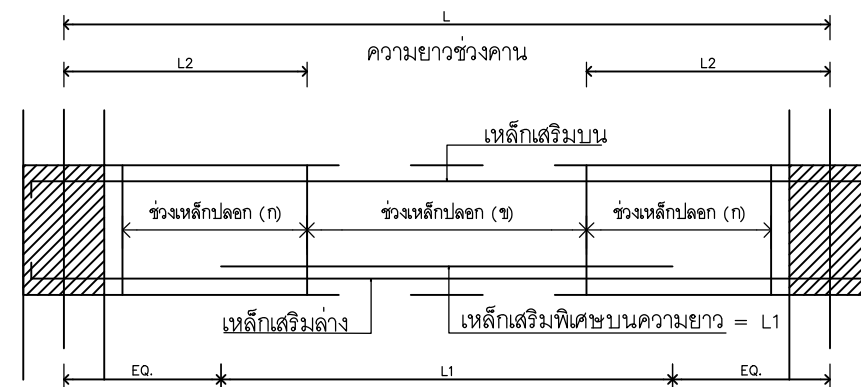 L
ความยาวช่วงคาน
L2 L2
เหล็กเสริมบน
ช่วงเหล็กปลอก (ก) ช่วงเหล็กปลอก (ข) ช่วงเหล็กปลอก (ก)
เหล็กเสริมล่าง เหล็กเสริมพิเศษบนความยาว = L1
EQ. L1 EQ.